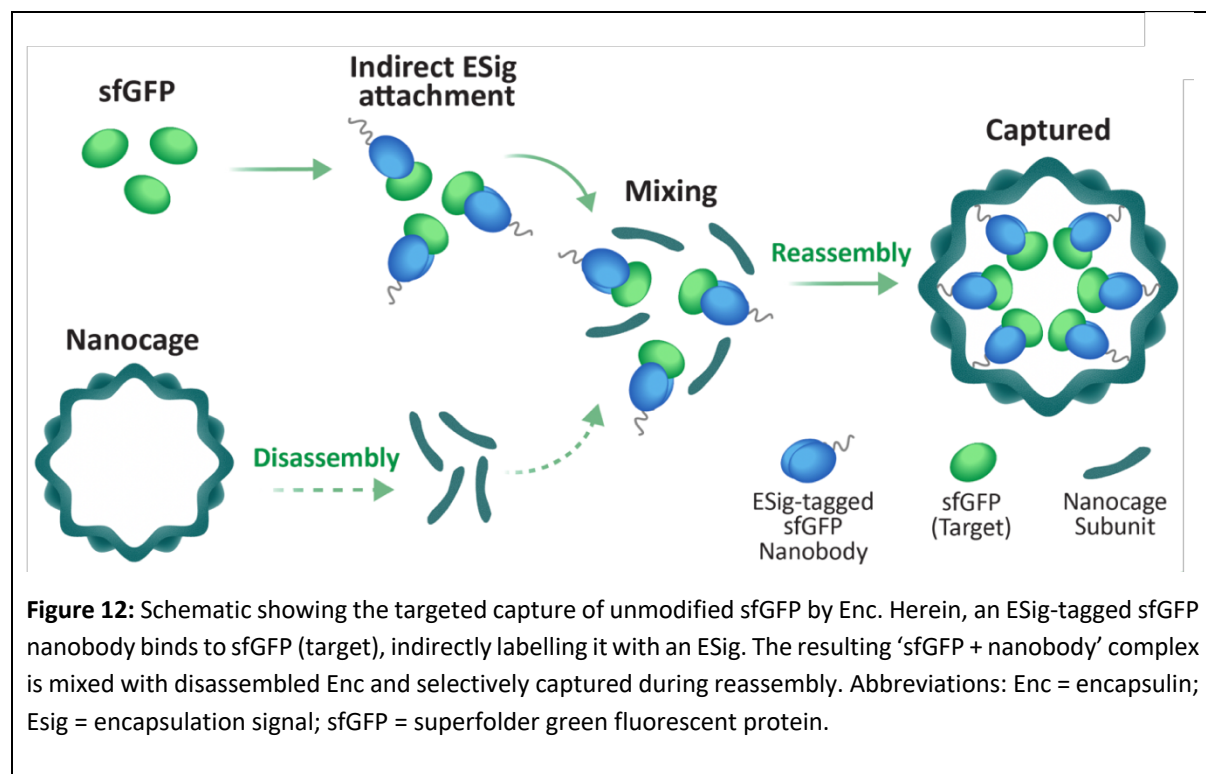 sfGFP
Indirect ESig
attachment
Mixing
Captured
Reassembly
Nanocage
Disassembly
ESig-tagged
sfGFP
Nanobody
sfGFP
(Target)
Nanocage
Subunit
Figure 12: Schematic showing the targeted capture of unmodified sfGFP by Enc. Herein, an ESig-tagged sfGFP
nanobody binds to sfGFP (target), indirectly labelling it with an ESig. The resulting ‘sfGFP + nanobody’ complex
is mixed with disassembled Enc and selectively captured during reassembly. Abbreviations: Enc = encapsulin;
Esig = encapsulation signal; sfGFP = superfolder green fluorescent protein.